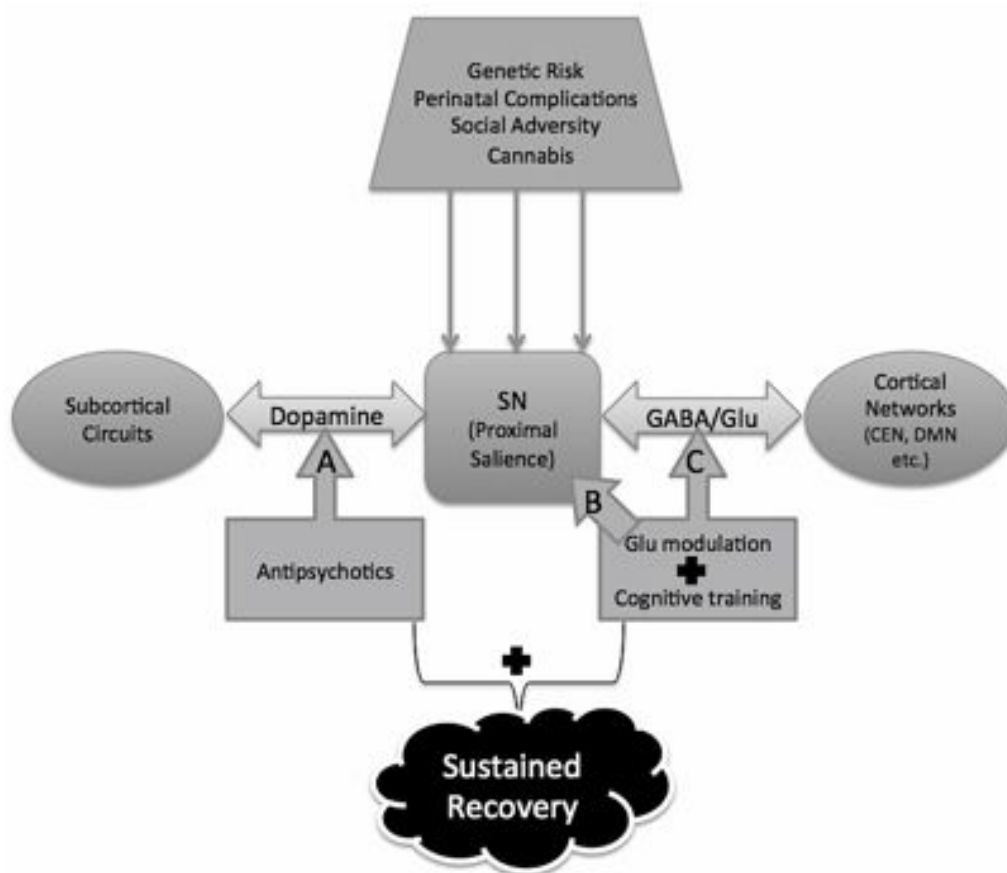 Genetic Risk
Perinatal Complications
Social Adversity
Cannabis
Subcortical
Circuits
Dopamine
SN
(Proximal
Salience)
GABA/Glu
Cortical
Networks
(CEN, DMN
etc.)
A
B
C
Antipsychotics
Glu modulation
Cognitive training
Sustained
Recovery